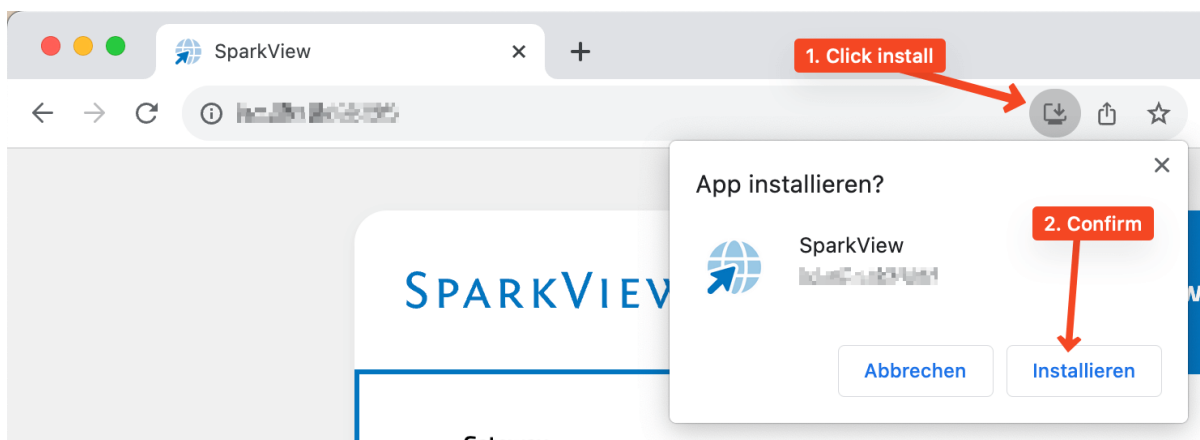 SparkView
1. Click install
App installieren?
2. Confirm
SparkView
SPARKVIEW
Abbrechen
Installieren